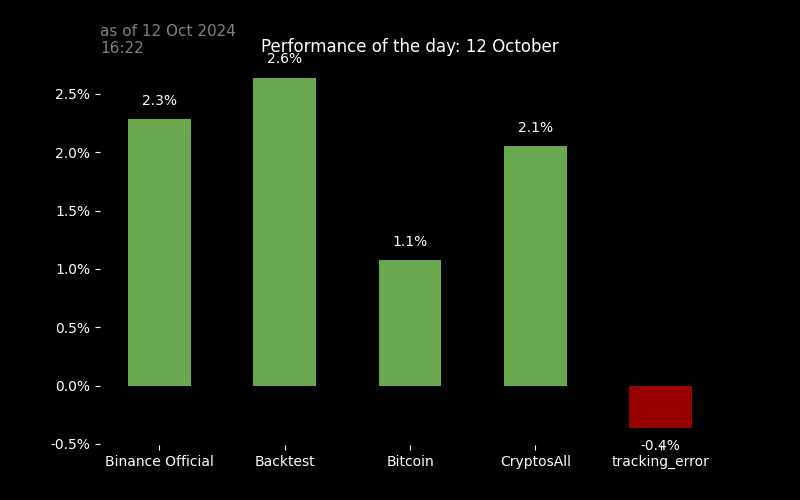 as of 12 Oct 2024
16:22
Performance of the day: 12 October
2.6%
2.5%
2.3%
2.1%
2.0%
1.5%
1.1%
1.0%
0.5%
0.0%
-0.5%
-0.4%
Binance Official
Backtest
Bitcoin
CryptosAll
tracking_error